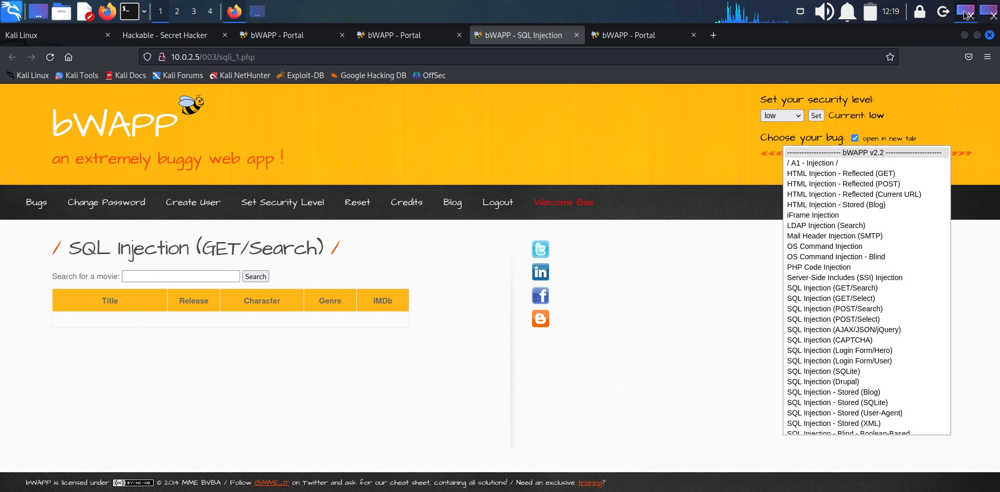 $_
1 2 3 4
12:19
Kali Linux
Hackable - Secret Hacker
bWAPP - Portal
bWAPP - Portal
bWAPP - SQL Injection
bWAPP - Portal
10.0.2.5/003/sqli_1.php
Kali Linux Kali Tools Kali Docs Kali Forums Kali NetHunter Exploit-DB Google Hacking DB OffSec
bWAPP
an extremely buggy web app !
Set your security level:
low Set Current: low
Choose your bug: open in new tab
---------------------- bWAPP v2.2 -----------------------
/ A1 - Injection /
HTML Injection - Reflected (GET)
HTML Injection - Reflected (POST)
HTML Injection - Reflected (Current URL)
HTML Injection - Stored (Blog)
iFrame Injection
LDAP Injection (Search)
Mail Header Injection (SMTP)
OS Command Injection
OS Command Injection - Blind
PHP Code Injection
Server-Side Includes (SSI) Injection
SQL Injection (GET/Search)
SQL Injection (GET/Select)
SQL Injection (POST/Search)
SQL Injection (POST/Select)
SQL Injection (AJAX/JSON/jQuery)
SQL Injection (CAPTCHA)
SQL Injection (Login Form/Hero)
SQL Injection (Login Form/User)
SQL Injection (SQLite)
SQL Injection (Drupal)
SQL Injection - Stored (Blog)
SQL Injection - Stored (SQLite)
SQL Injection - Stored (User-Agent)
SQL Injection - Stored (XML)
SQL Injection - Blind - Boolean-Based
Bugs Change Password Create User Set Security Level Reset Credits Blog Logout Welcome Bee
/ SQL Injection (GET/Search) /
Search for a movie: Search
Title Release Character Genre IMDb
bWAPP is licensed under (cc) BY-NC-ND © 2014 MME BVBA / Follow @MME_IT on Twitter and ask for our cheat sheet, containing all solutions! / Need an exclusive training?